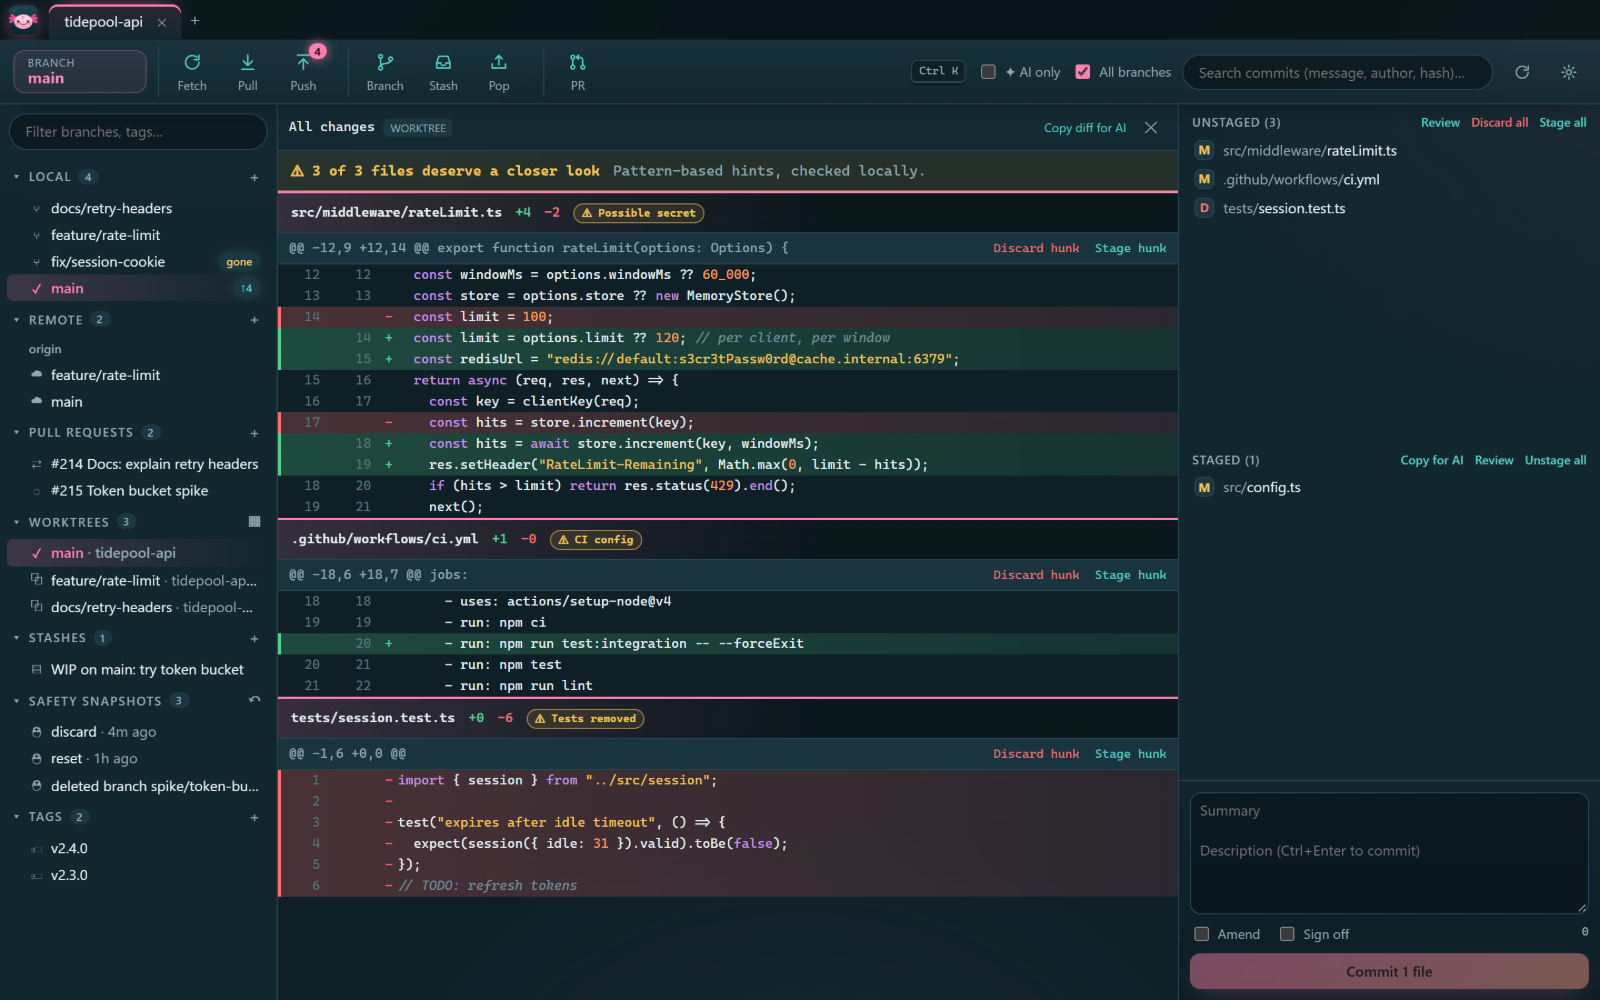 tidepool-api
BRANCH
main
Fetch
Pull
4
Push
Branch
Stash
Pop
PR
Ctrl K
AI only
All branches
Search commits (message, author, hash)...
Filter branches, tags...
LOCAL 4
docs/retry-headers
feature/rate-limit
fix/session-cookie gone
main ↑4
REMOTE 2
origin
feature/rate-limit
main
PULL REQUESTS 2
#214 Docs: explain retry headers
#215 Token bucket spike
WORKTREES 3
main · tidepool-api
feature/rate-limit · tidepool-ap...
docs/retry-headers · tidepool-...
STASHES 1
WIP on main: try token bucket
SAFETY SNAPSHOTS 3
discard · 4m ago
reset · 1h ago
deleted branch spike/token-bu...
TAGS 2
v2.4.0
v2.3.0
All changes WORKTREE Copy diff for AI
⚠ 3 of 3 files deserve a closer look Pattern-based hints, checked locally.
src/middleware/rateLimit.ts +4 -2 ⚠ Possible secret
@@ -12,9 +12,14 @@ export function rateLimit(options: Options) { Discard hunk Stage hunk
12 12 const windowMs = options.windowMs ?? 60_000;
13 13 const store = options.store ?? new MemoryStore();
14 - const limit = 100;
14 + const limit = options.limit ?? 120; // per client, per window
15 + const redisUrl = "redis://default:s3cr3tPassw0rd@cache.internal:6379";
15 16 return async (req, res, next) => {
16 17 const key = clientKey(req);
17 - const hits = store.increment(key);
18 + const hits = await store.increment(key, windowMs);
19 + res.setHeader("RateLimit-Remaining", Math.max(0, limit - hits));
18 20 if (hits > limit) return res.status(429).end();
19 21 next();
.github/workflows/ci.yml +1 -0 ⚠ CI config
@@ -18,6 +18,7 @@ jobs: Discard hunk Stage hunk
18 18 - uses: actions/setup-node@v4
19 19 - run: npm ci
20 + - run: npm run test:integration -- --forceExit
20 21 - run: npm test
21 22 - run: npm run lint
tests/session.test.ts +0 -6 ⚠ Tests removed
@@ -1,6 +0,0 @@ Discard hunk Stage hunk
1 - import { session } from "../src/session";
2 -
3 - test("expires after idle timeout", () => {
4 - expect(session({ idle: 31 }).valid).toBe(false);
5 - });
6 - // TODO: refresh tokens
UNSTAGED (3) Review Discard all Stage all
M src/middleware/rateLimit.ts
M .github/workflows/ci.yml
D tests/session.test.ts
STAGED (1) Copy for AI Review Unstage all
M src/config.ts
Summary
Description (Ctrl+Enter to commit)
Amend Sign off 0
Commit 1 file